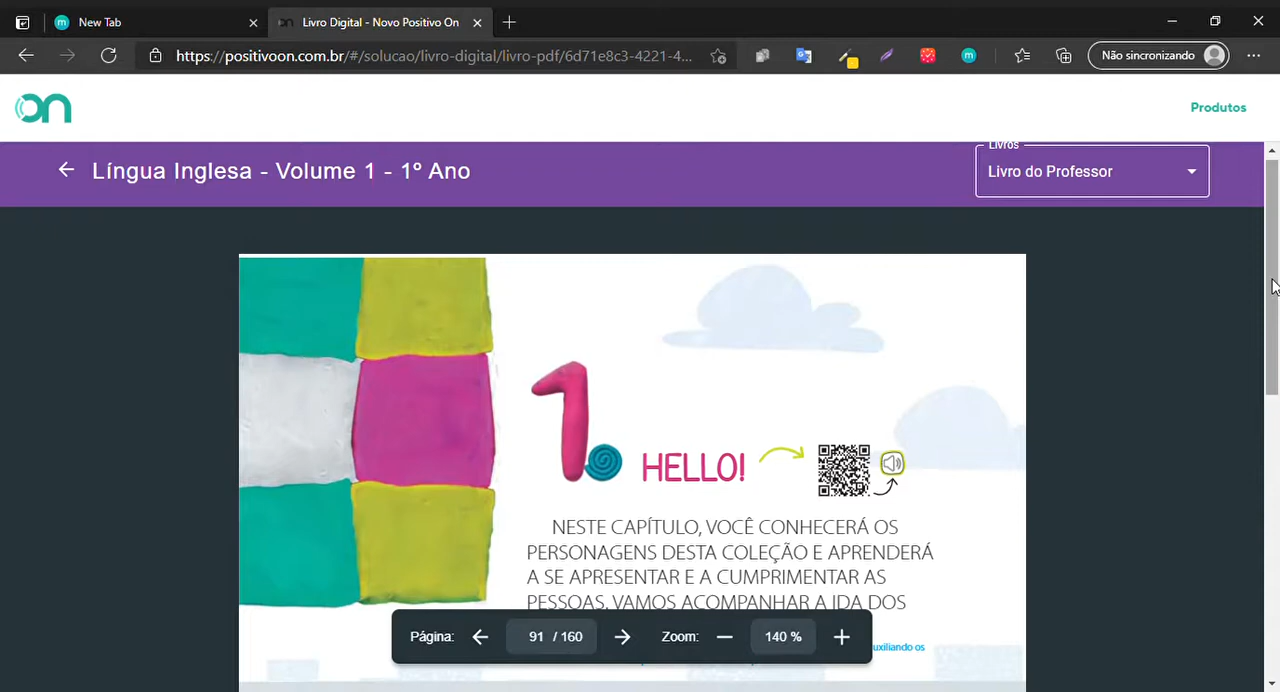 New Tab
Livro Digital - Novo Positivo On
https://positivoon.com.br/#/solucao/livro-digital/livro-pdf/6d71e8c3-4221-4...
Não sincronizando
on
Produtos
Língua Inglesa - Volume 1 - 1º Ano
Livros
Livro do Professor
1. HELLO!
NESTE CAPÍTULO, VOCÊ CONHECERÁ OS
PERSONAGENS DESTA COLEÇÃO E APRENDERÁ
A SE APRESENTAR E A CUMPRIMENTAR AS
PESSOAS. VAMOS ACOMPANHAR A IDA DOS
uxiliando os
Página: 91 / 160 Zoom: 140 %